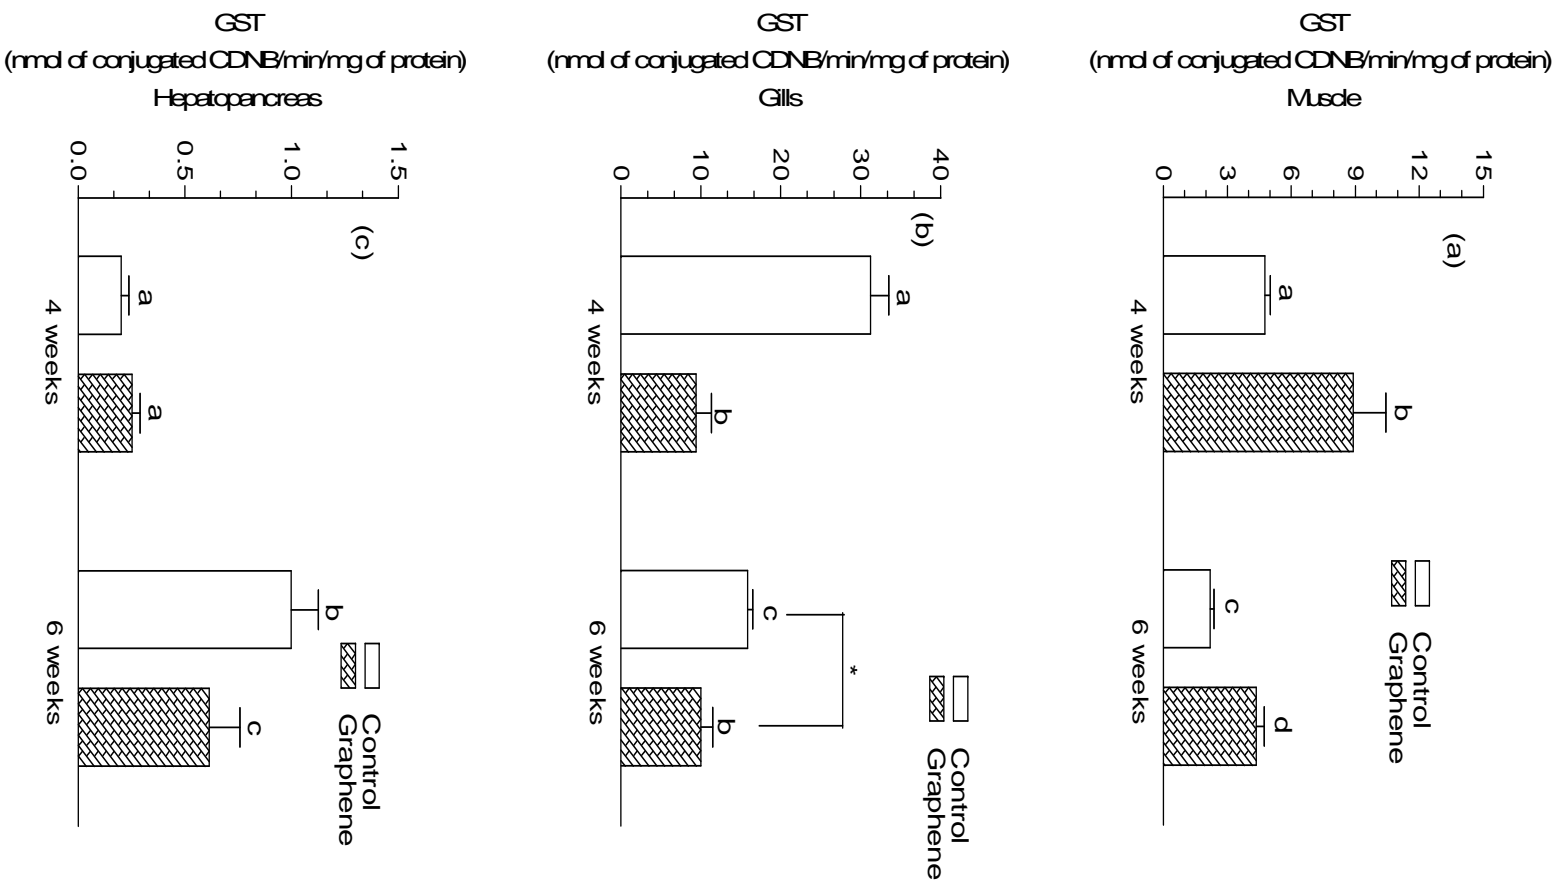 GST
(nmol of conjugated CDNB/min/mg of protein)
Muscle
15
12
9
6
3
0
(a)
a
b
c
d
4 weeks
6 weeks
Control
Graphene
GST
(nmol of conjugated CDNB/min/mg of protein)
Gills
40
30
20
10
0
(b)
a
b
c
*
b
4 weeks
6 weeks
Control
Graphene
GST
(nmol of conjugated CDNB/min/mg of protein)
Hepatopancreas
1.5
1.0
0.5
0.0
(c)
a
a
b
c
4 weeks
6 weeks
Control
Graphene